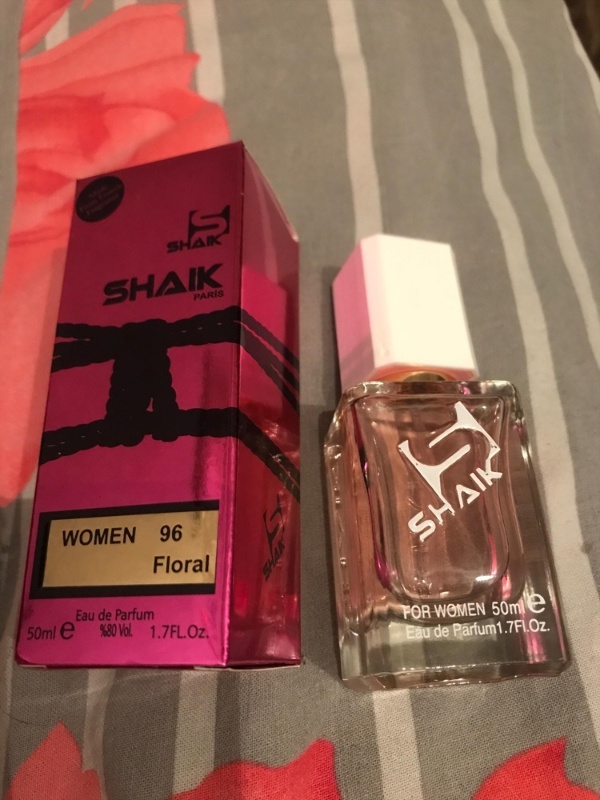 SHAIK
SHAIK
PARIS
WOMEN 96
Floral
Eau de Parfum
50ml e %80 Vol. 1.7FL.Oz.
SHAIK
SHAIK
FOR WOMEN 50ml e
Eau de Parfum1.7Fl.Oz.